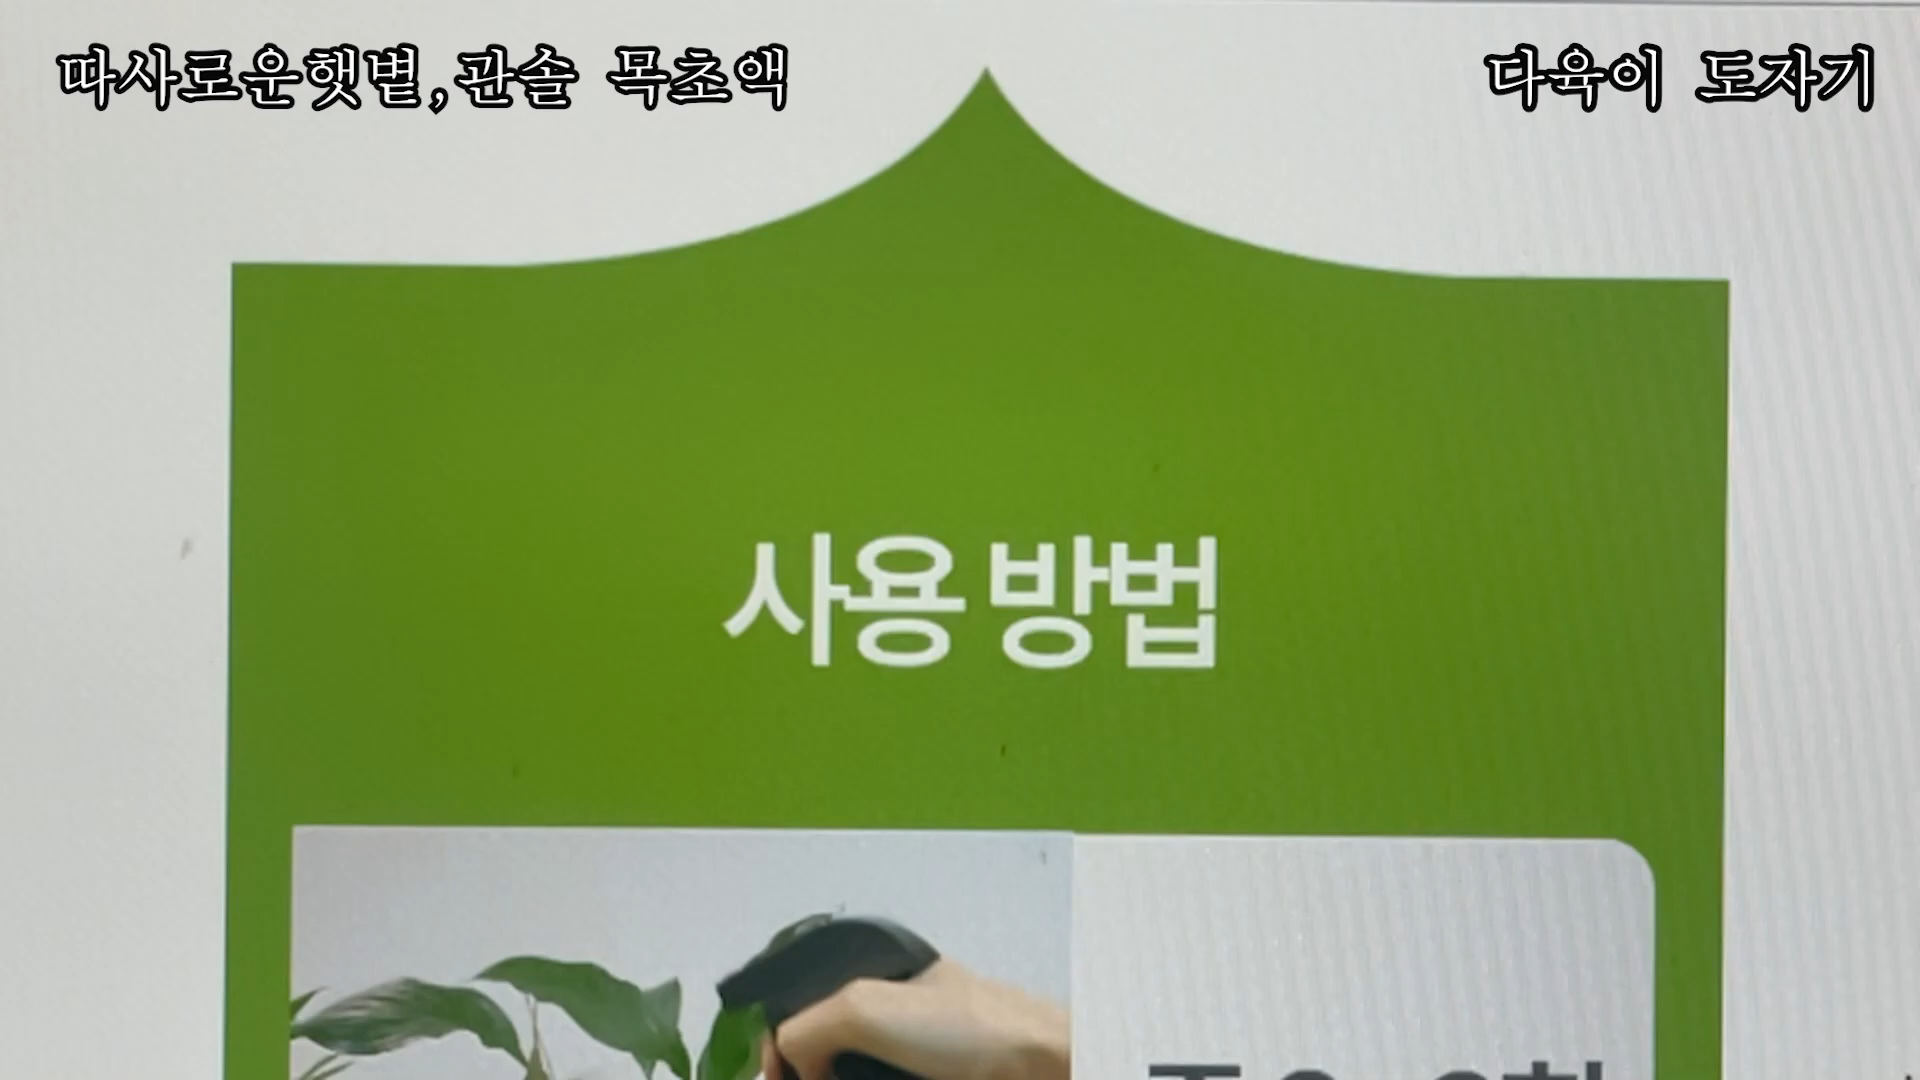 따사로운햇볕,관솔 목초액
다육이 도자기
사용 방법